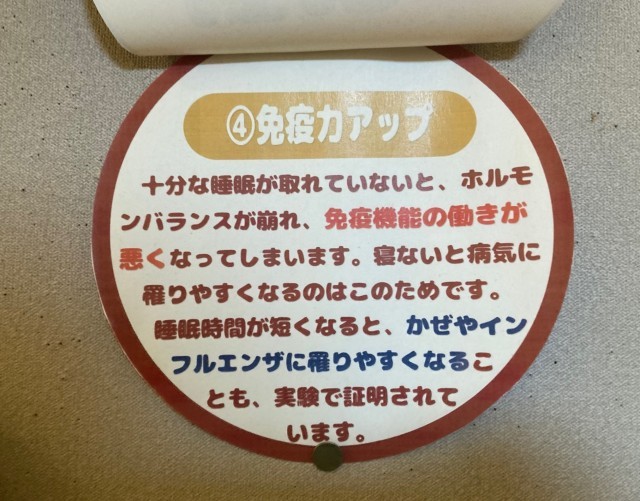 ④免疫力アップ
十分な睡眠が取れていないと、ホルモ
ンバランスが崩れ、免疫機能の働きが
悪くなってしまいます。寝ないと病気に
罹りやすくなるのはこのためです。
睡眠時間が短くなると、かぜやイン
フルエンザに罹りやすくなるこ
とも、実験で証明されて
います。